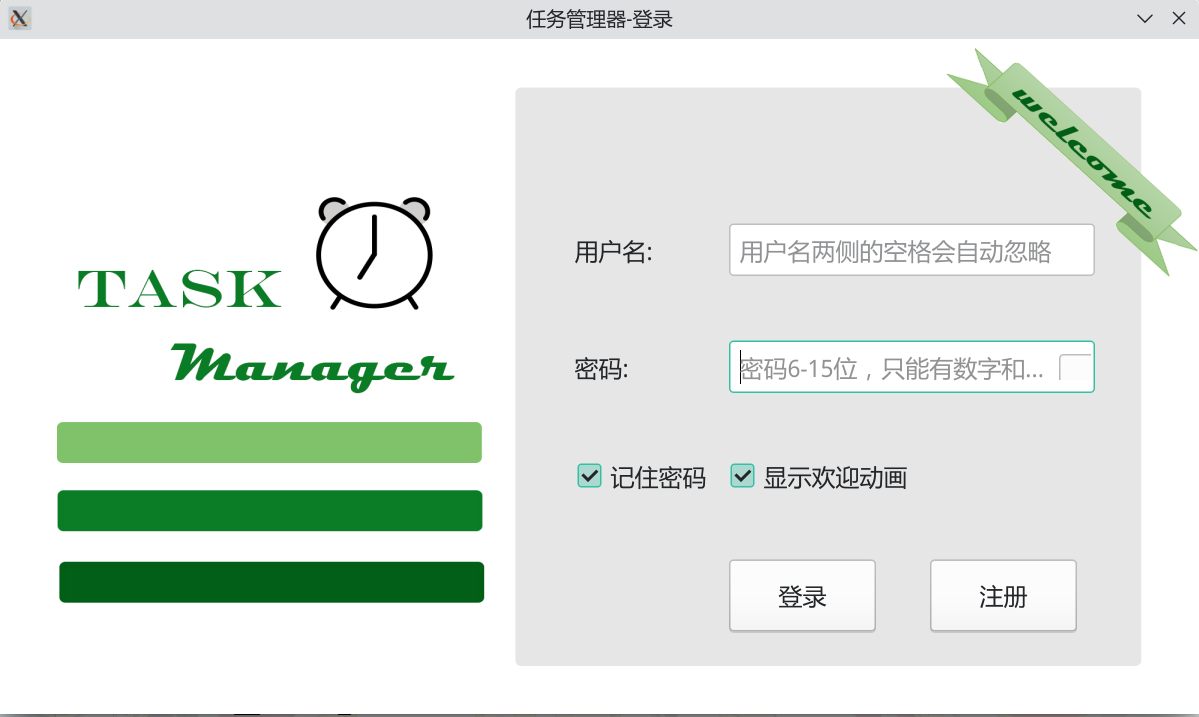 任务管理器-登录
welcome
TASK
Manager
用户名:
用户名两侧的空格会自动忽略
密码:
密码6-15位，只能有数字和...
记住密码
显示欢迎动画
登录
注册